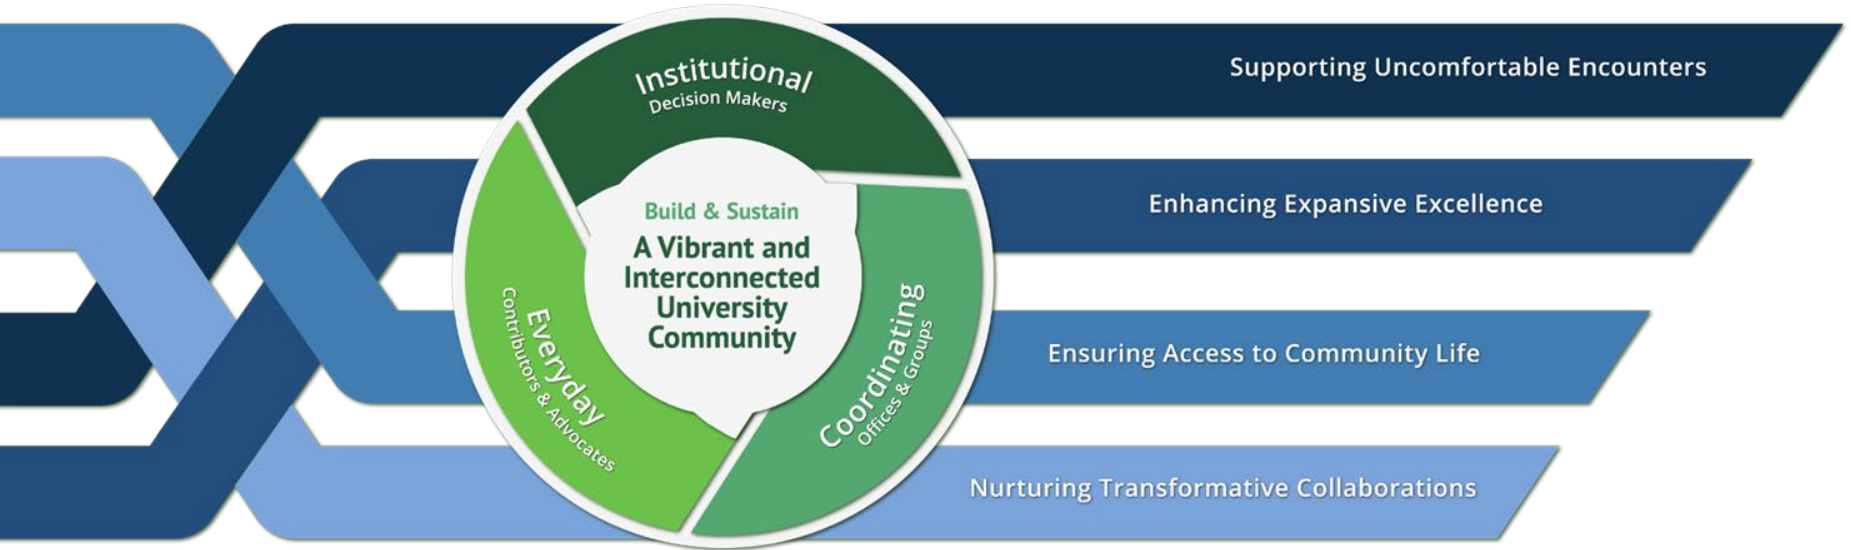 Institutional
Decision Makers
Build & Sustain
A Vibrant and
Interconnected
University
Community
Everyday
Contributors & Advocates
Coordinating
Offices & Groups
Supporting Uncomfortable Encounters
Enhancing Expansive Excellence
Ensuring Access to Community Life
Nurturing Transformative Collaborations